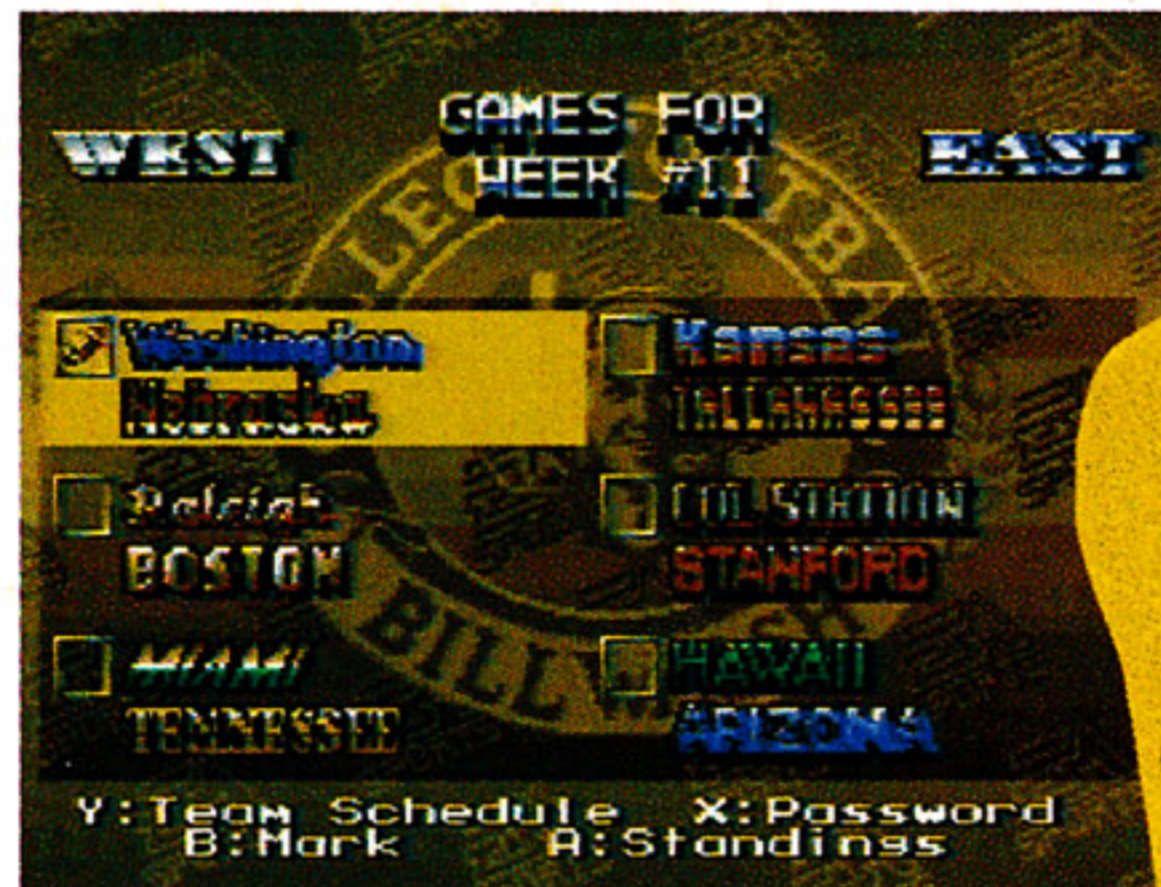 GAMES FOR
WEST
EAST
WEEK #11
Washington
Nebraska
Kansas
TALLAHASSEE
Raleigh
BOSTON
COL.STATION
STANFORD
MIAMI
TENNESSEE
HAWAII
ARIZONA
BILL
Y:Team Schedule X:Password
B:Mark A:Standings